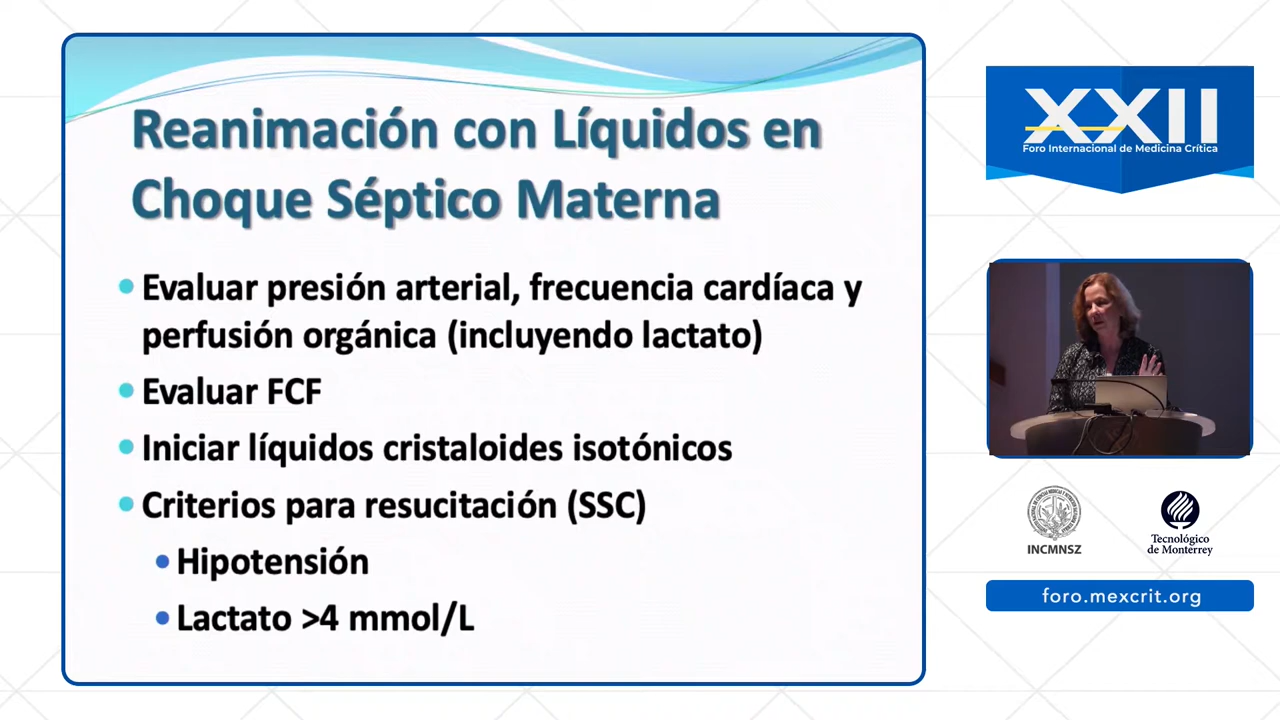 Reanimación con Líquidos en
Choque Séptico Materna
Evaluar presión arterial, frecuencia cardíaca y
perfusión orgánica (incluyendo lactato)
Evaluar FCF
Iniciar líquidos cristaloides isotónicos
Criterios para resucitación (SSC)
Hipotensión
Lactato >4 mmol/L
XXII
Foro Internacional de Medicina Crítica
INCMNSZ
Tecnológico
de Monterrey
foro.mexcrit.org